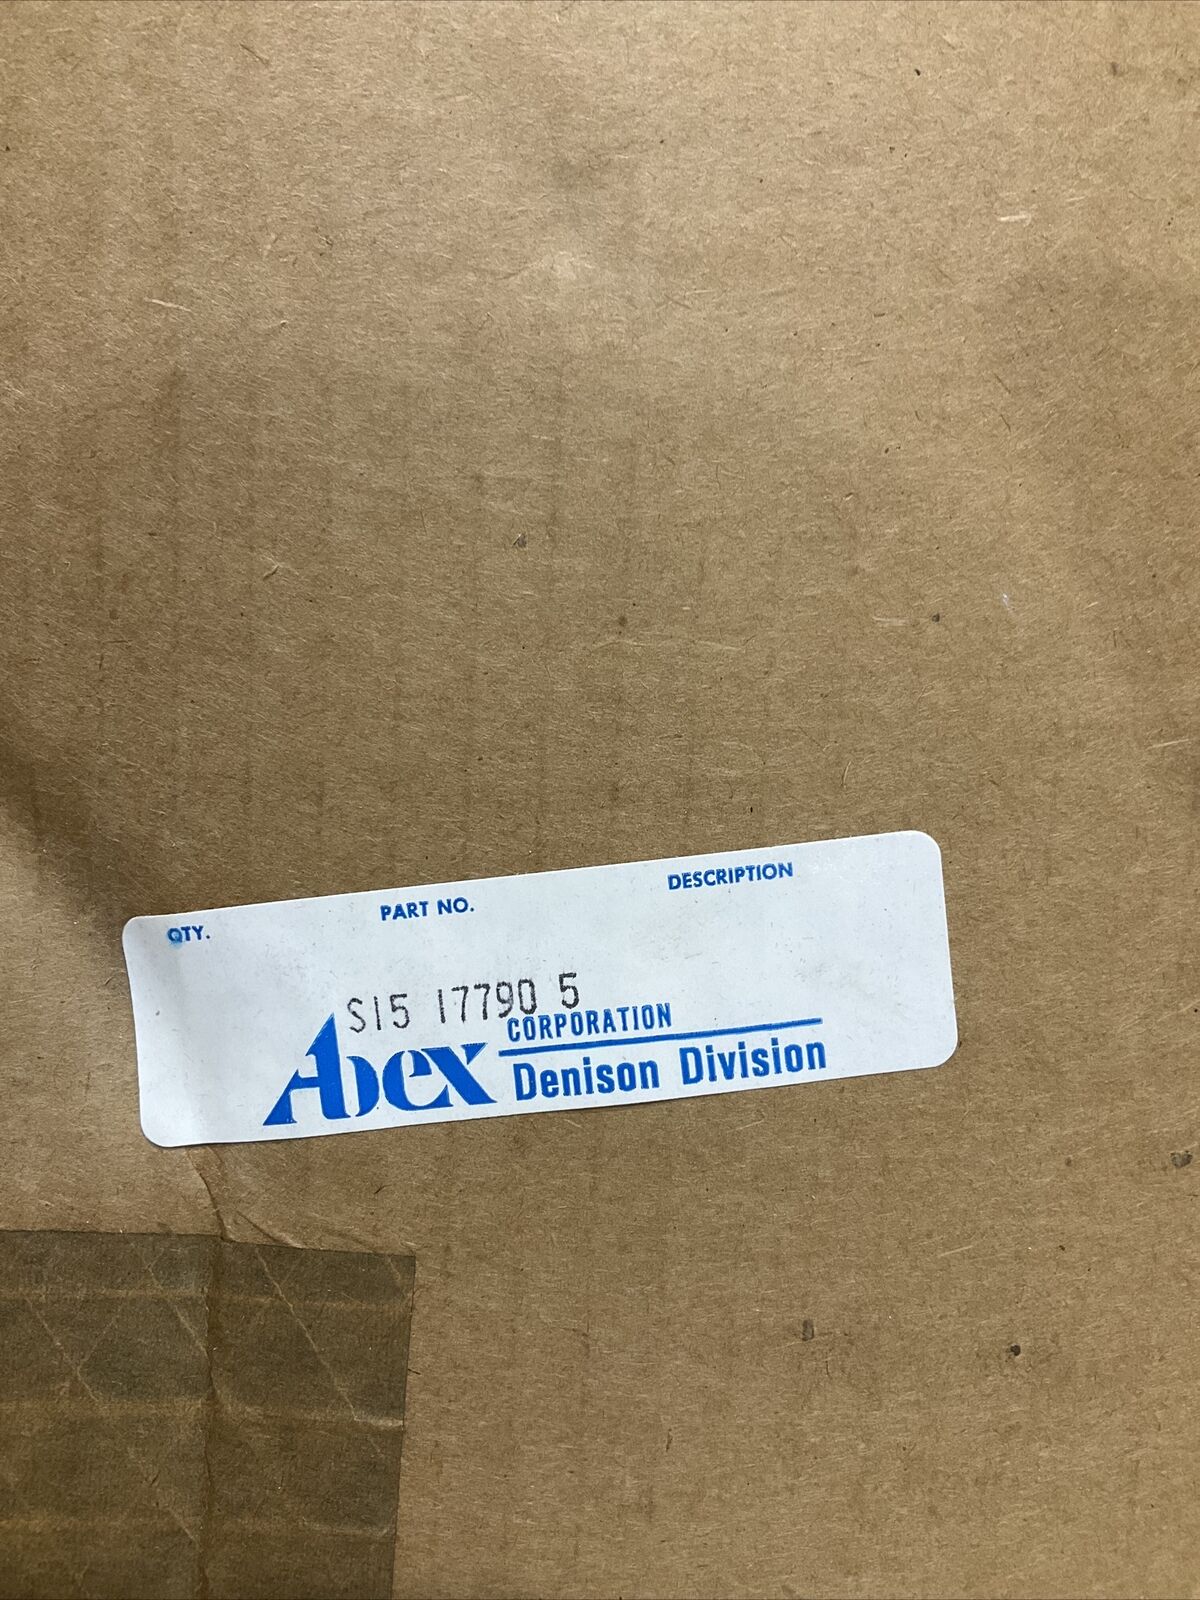 QTY. PART NO. DESCRIPTION
S15 17790 5
Abex CORPORATION
Denison Division